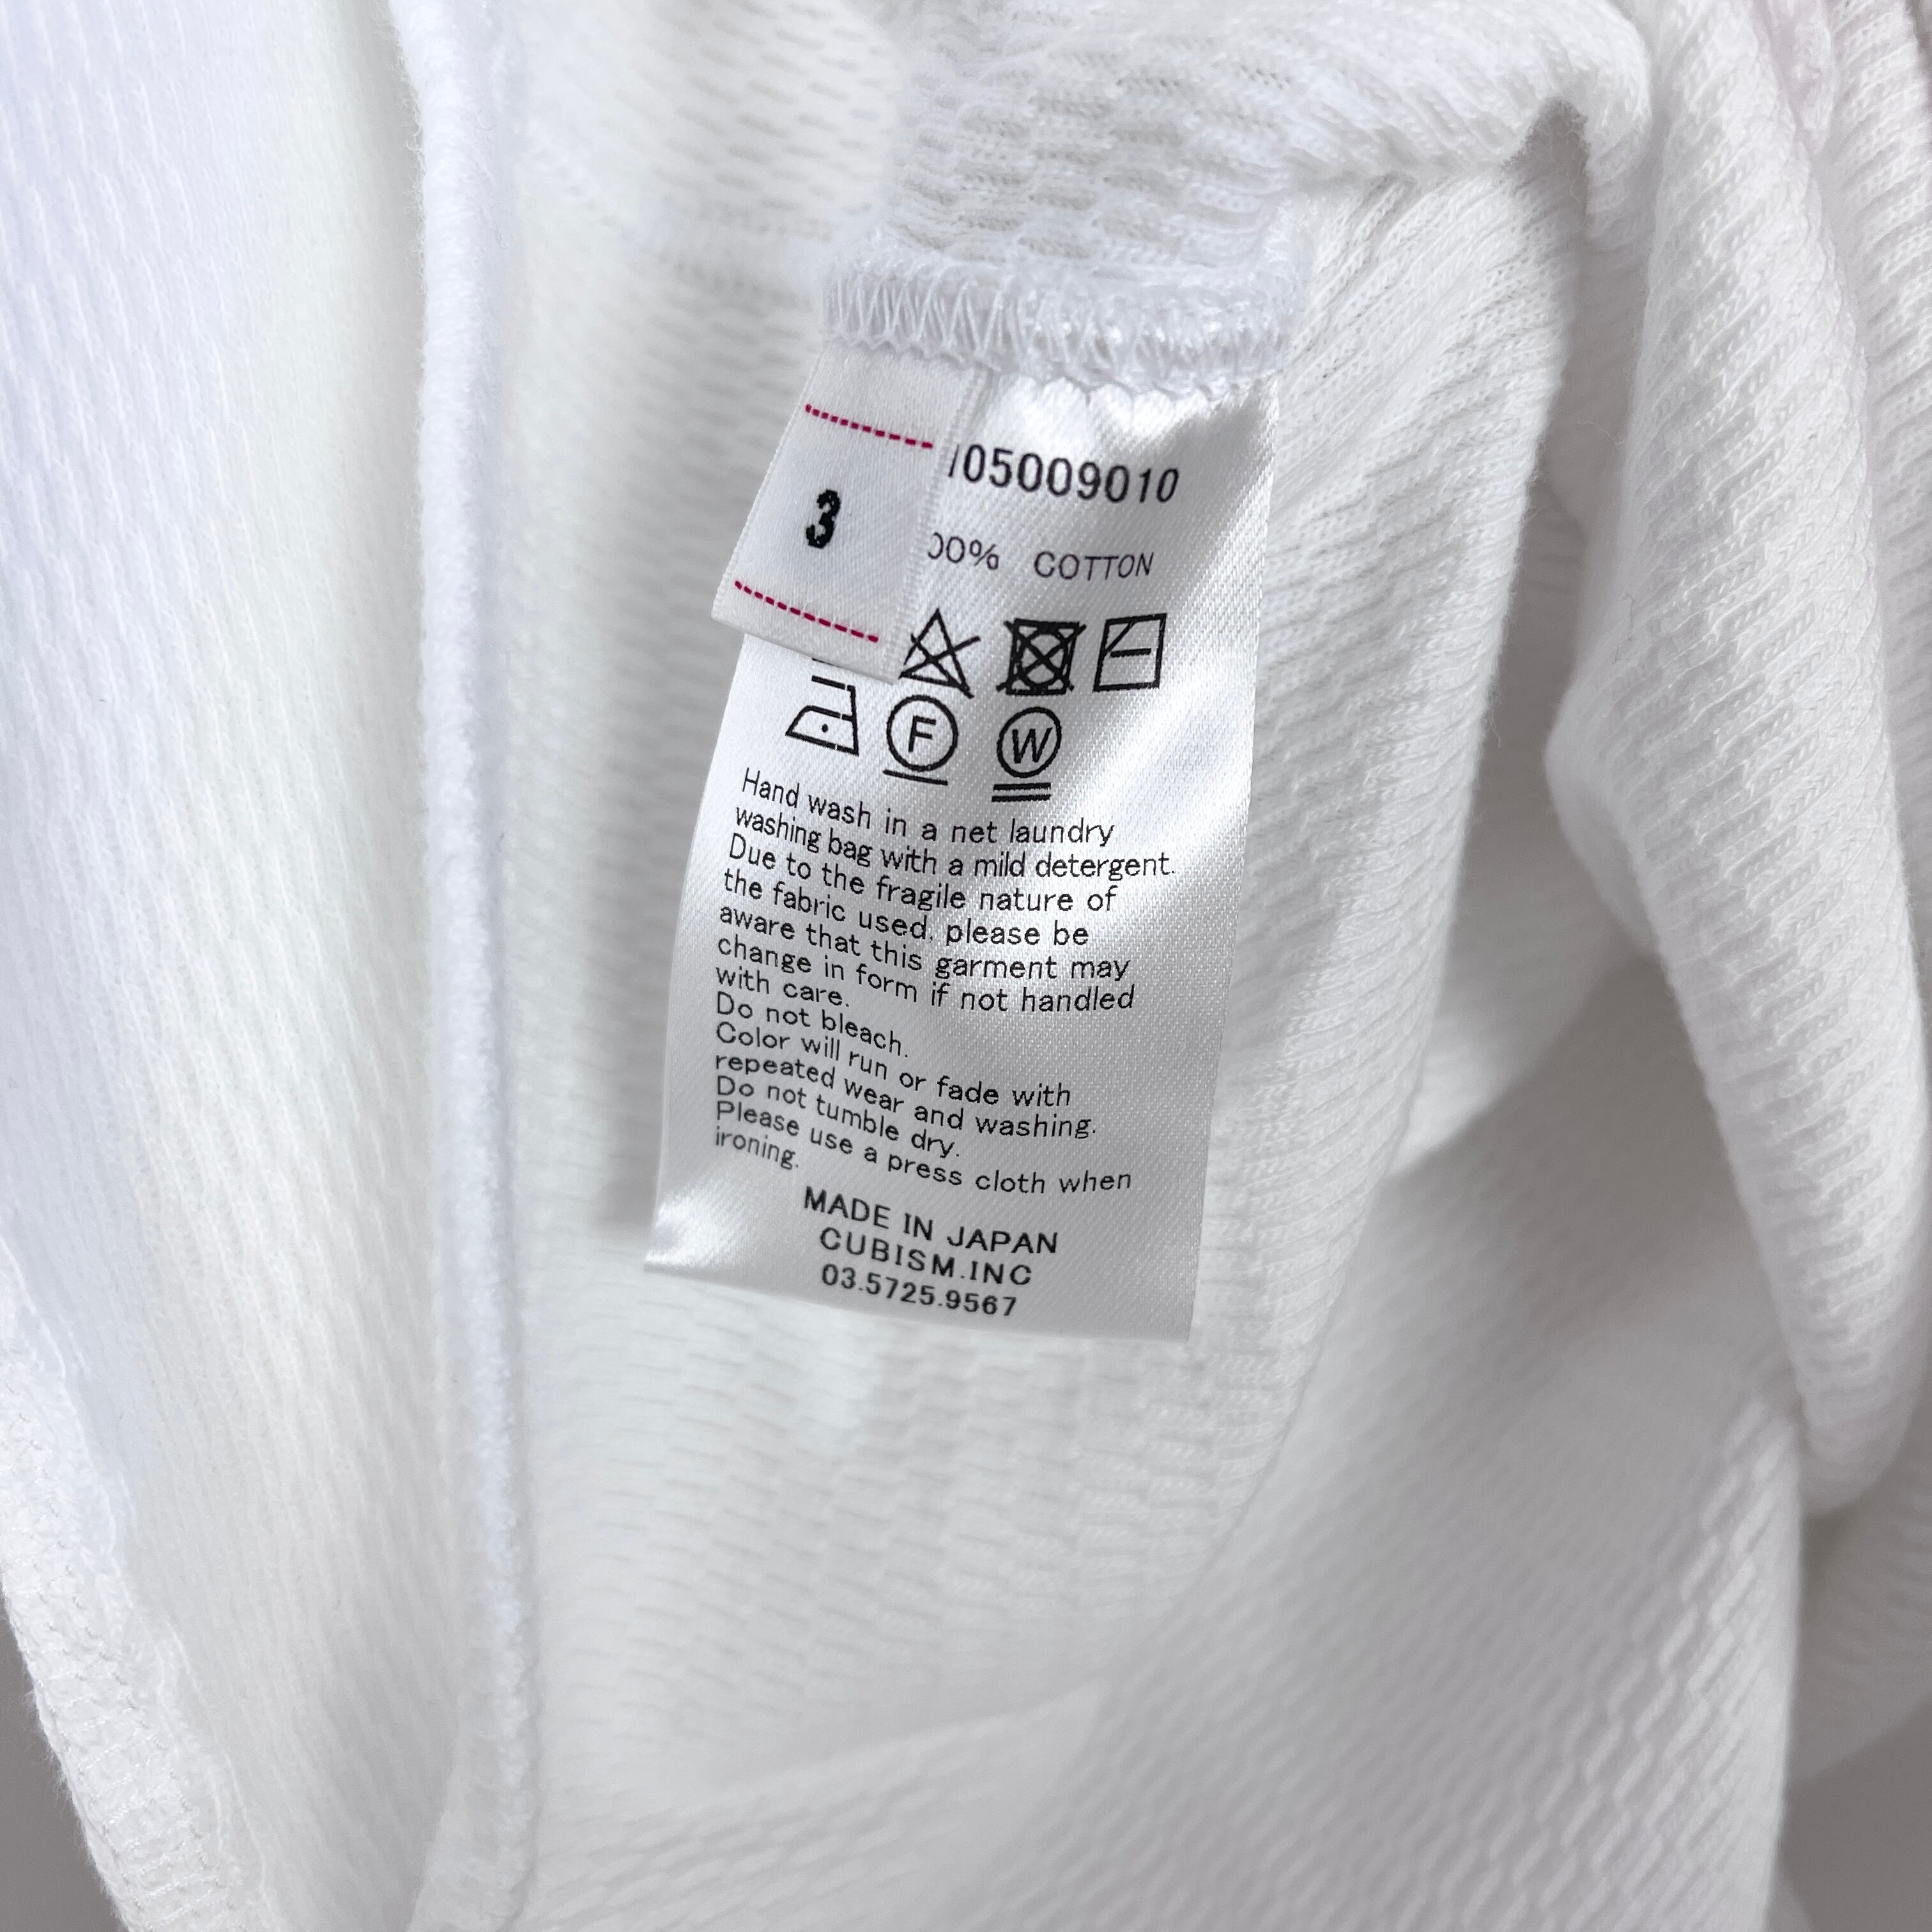 3
105009010
00% COTTON
F W
Hand wash in a net laundry
washing bag with a mild detergent.
Due to the fragile nature of
the fabric used, please be
aware that this garment may
change in form if not handled
with care.
Do not bleach.
Color will run or fade with
repeated wear and washing.
Do not tumble dry.
Please use a press cloth when
ironing.
MADE IN JAPAN
CUBISM.INC
03.5725.9567